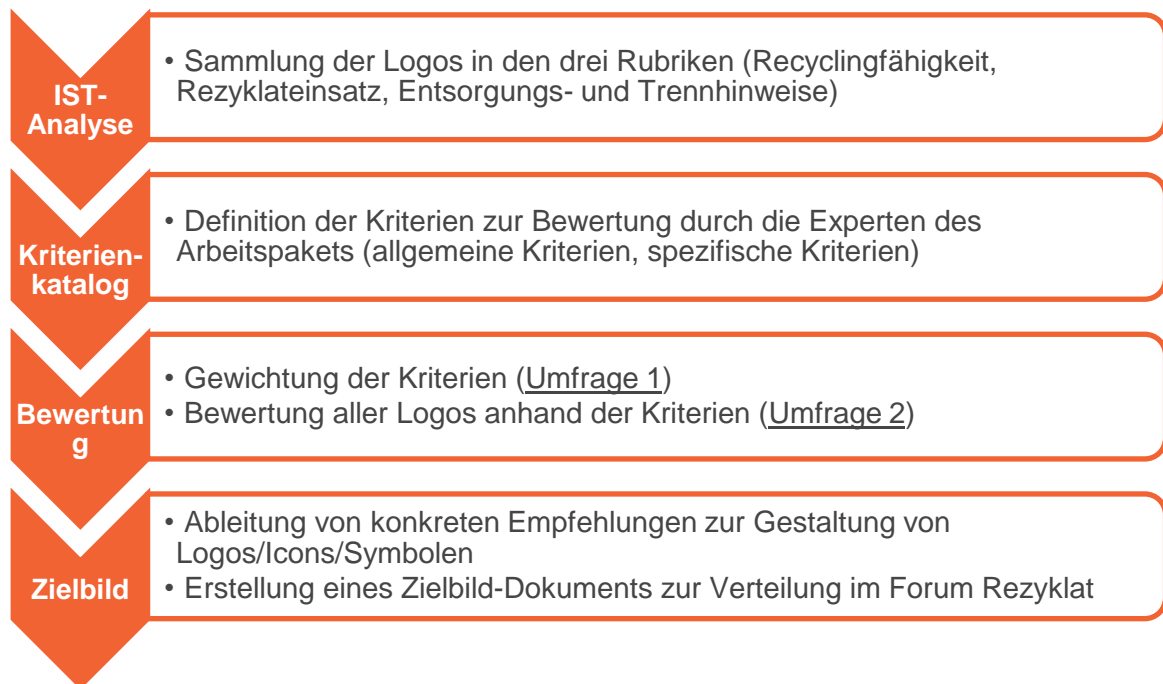 IST-
Analyse
• Sammlung der Logos in den drei Rubriken (Recyclingfähigkeit,
Rezyklateinsatz, Entsorgungs- und Trennhinweise)
Kriterien-
katalog
• Definition der Kriterien zur Bewertung durch die Experten des
Arbeitspakets (allgemeine Kriterien, spezifische Kriterien)
Bewertun
g
• Gewichtung der Kriterien (Umfrage 1)
• Bewertung aller Logos anhand der Kriterien (Umfrage 2)
Zielbild
• Ableitung von konkreten Empfehlungen zur Gestaltung von
Logos/Icons/Symbolen
• Erstellung eines Zielbild-Dokuments zur Verteilung im Forum Rezyklat